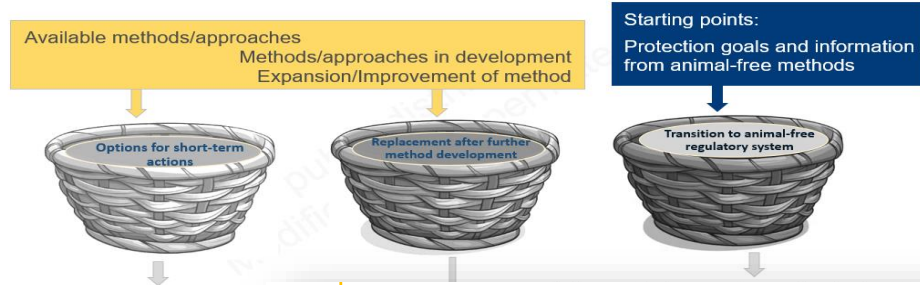 Available methods/approaches
Methods/approaches in development
Expansion/Improvement of method
Starting points:
Protection goals and information
from animal-free methods
Options for short-term
actions
Replacement after further
method development
Transition to animal-free
regulatory system